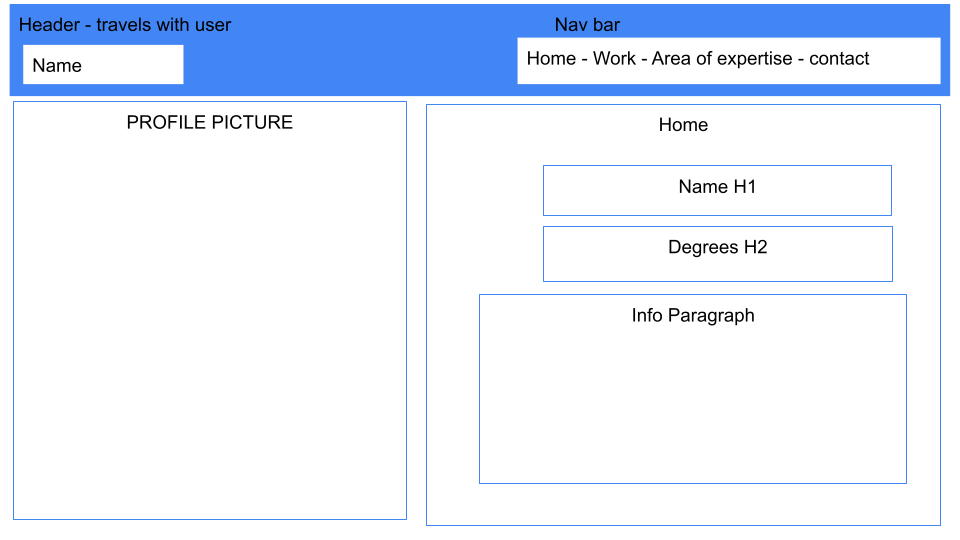 Header - travels with user
Nav bar
Name
Home - Work - Area of expertise - contact
PROFILE PICTURE
Home
Name H1
Degrees H2
Info Paragraph